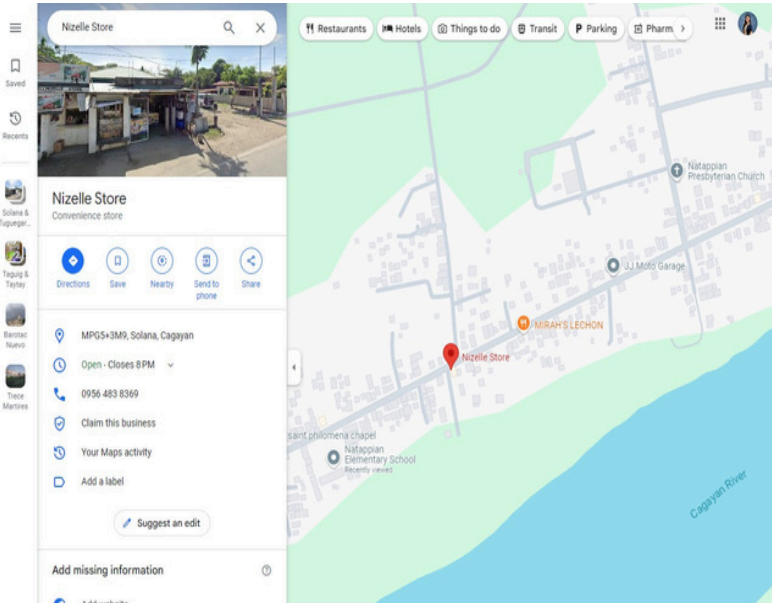 Nizelle Store
Restaurants
Hotels
Things to do
Transit
Parking
Pharm
Saved
Recents
Solana &
Tuguegar...
Taguig &
Taytay
Barotac
Nuevo
Trece
Martires
Nizelle Store
Convenience store
Directions
Save
Nearby
Send to
phone
Share
MPG5+3M9, Solana, Cagayan
Open · Closes 8 PM
0956 483 8369
Claim this business
Your Maps activity
Add a label
Suggest an edit
Add missing information
Add website
Natappian
Presbyterian Church
JJ Moto Garage
MIRAH'S LECHON
Nizelle Store
saint philomena chapel
Natappian
Elementary School
Recently viewed
Cagayan River